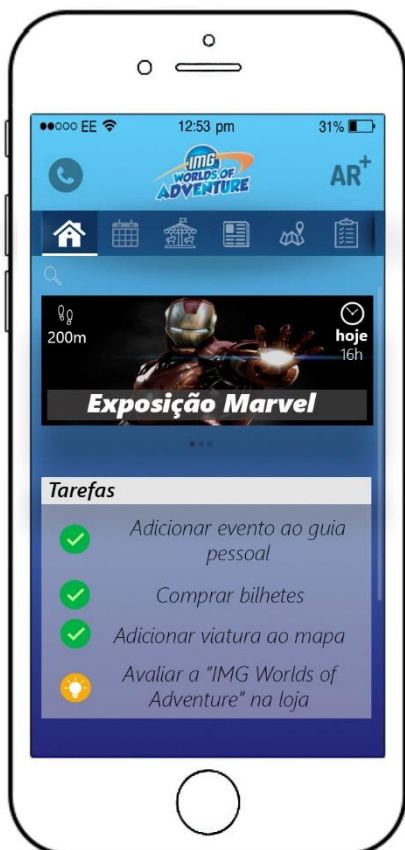 EE 12:53 pm 31%
IMG
WORLDS OF
ADVENTURE
AR+
200m
hoje
16h
Exposição Marvel
Tarefas
Adicionar evento ao guia
pessoal
Comprar bilhetes
Adicionar viatura ao mapa
Avaliar a "IMG Worlds of
Adventure" na loja